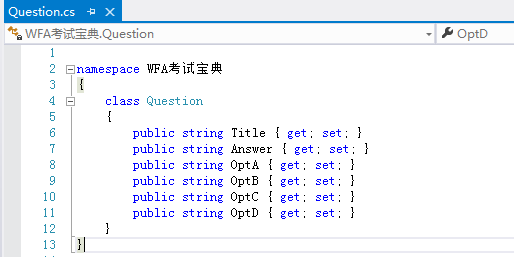 Question.cs
WFA考试宝典.Question
OptD
1
2 namespace WFA考试宝典
3 {
4 class Question
5 {
6 public string Title { get; set; }
7 public string Answer { get; set; }
8 public string OptA { get; set; }
9 public string OptB { get; set; }
10 public string OptC { get; set; }
11 public string OptD { get; set; }
12 }
13 }